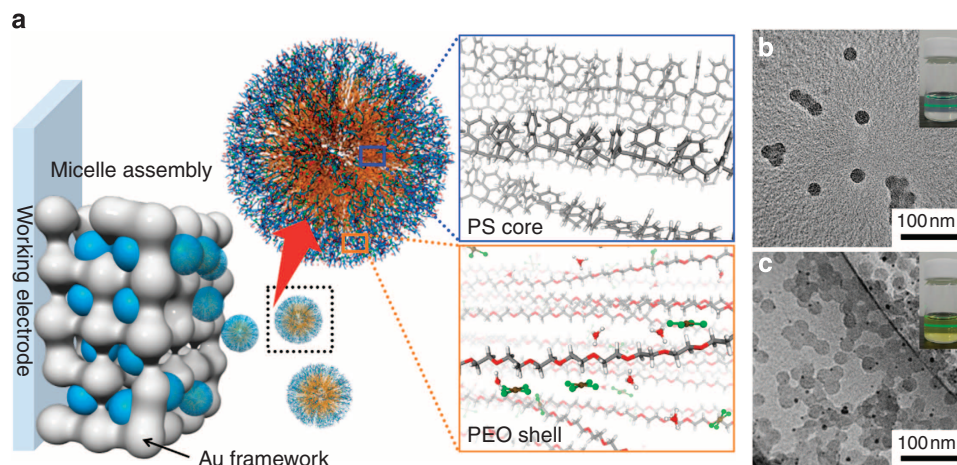 a
Micelle assembly
Working electrode
Au framework
PS core
PEO shell
b
100 nm
c
100 nm